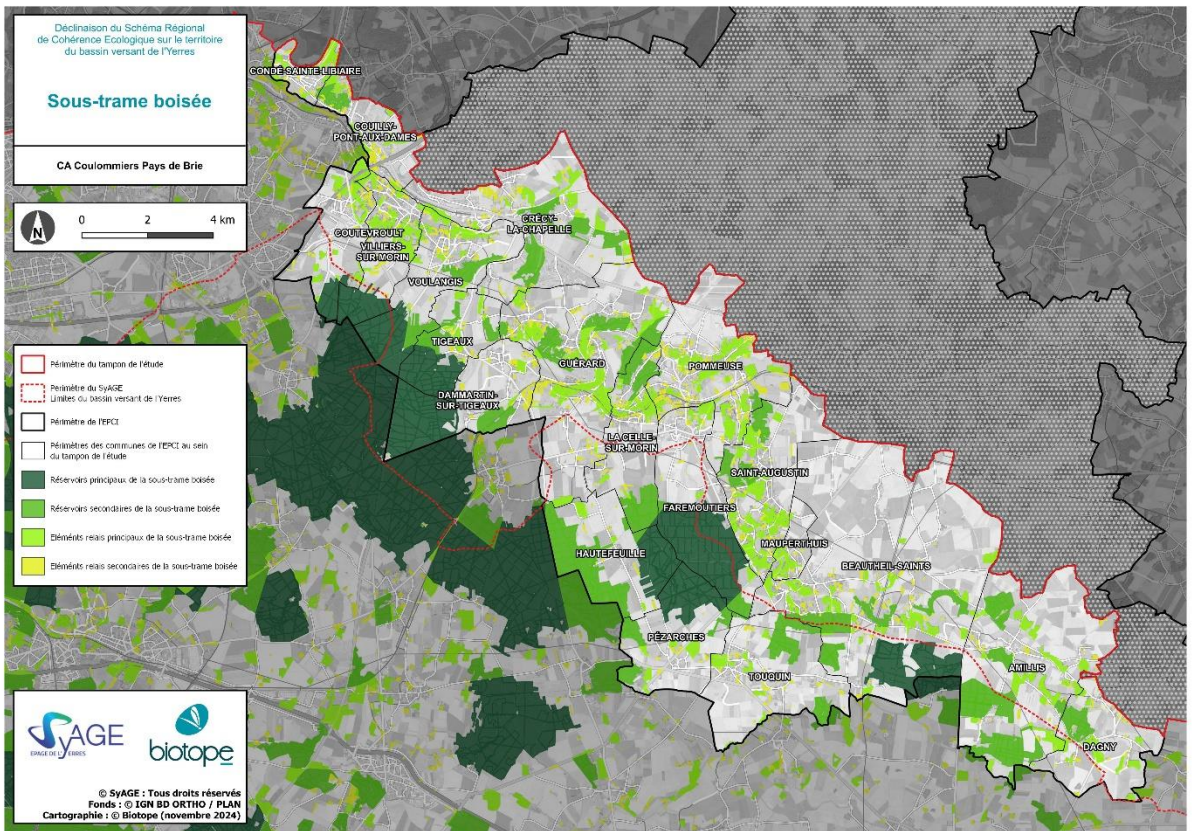 Déclinaison du Schéma Régional
de Cohérence Ecologique sur le territoire
du bassin versant de l'Yerres
Sous-trame boisée
CA Coulommiers Pays de Brie
0 2 4 km
N
Périmètre du tampon de l'étude
Périmètre du SyAGE
Limites du bassin versant de l'Yerres
Périmètre de l'EPCI
Périmètres des communes de l'EPCI au sein
du tampon de l'étude
Réservoirs principaux de la sous-trame boisée
Réservoirs secondaires de la sous-trame boisée
Eléments relais principaux de la sous-trame boisée
Eléments relais secondaires de la sous-trame boisée
CONDÉ-SAINTE-LIBIAIRE
COUILLY-
PONT-AUX-DAMES
CRÉCY-
LA-CHAPELLE
COUTEVROULT
VILLIERS-
SUR-MORIN
VOULANGIS
TIGEAUX
GUÉRARD
POMMEUSE
DAMMARTIN-
SUR-TIGEAUX
LA CELLE-
SUR-MORIN
SAINT-AUGUSTIN
FAREMOUTIERS
HAUTEFEUILLE
MAUPERTHUIS
BEAUTHEIL-SAINTS
PÉZARCHES
TOUQUIN
AMILLIS
DAGNY
SyAGE
EPAGE DE L'YERRES
biotope
© SyAGE : Tous droits réservés
Fonds : © IGN BD ORTHO / PLAN
Cartographie : © Biotope (novembre 2024)